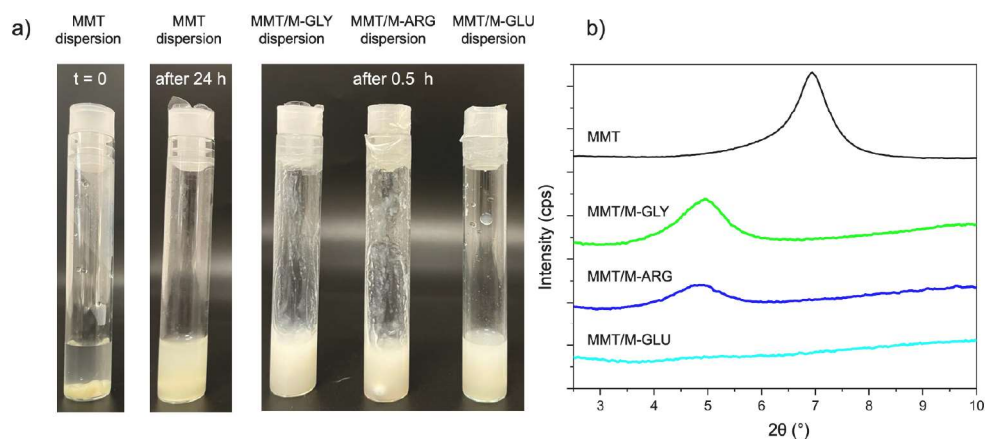 a)
MMT
dispersion
MMT
dispersion
MMT/M-GLY
dispersion
MMT/M-ARG
dispersion
MMT/M-GLU
dispersion
t = 0
after 24 h
after 0.5 h
b)
MMT
MMT/M-GLY
MMT/M-ARG
MMT/M-GLU
Intensity (cps)
3 4 5 6 7 8 9 10
2θ (°)